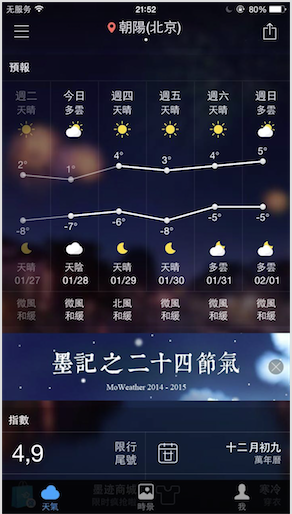 无服务 21:52 80%
朝陽(北京)
預報
週二 今日 週四 週五 週六 週日
天晴 多雲 天晴 天晴 天晴 多雲
2° 1° 4° 3° 4° 5°
-8° -7° -6° -8° -5° -5°
天晴 天陰 天晴 天晴 多雲 多雲
01/27 01/28 01/29 01/30 01/31 02/01
微風 微風 北風 微風 微風 微風
和緩 和緩 和緩 和緩 和緩 和緩
墨記之二十四節氣
MoWeather 2014 - 2015
指數
4,9 限行 十二月初九
尾號 萬年曆
墨迹商城 寒冷
天氣 時景 我